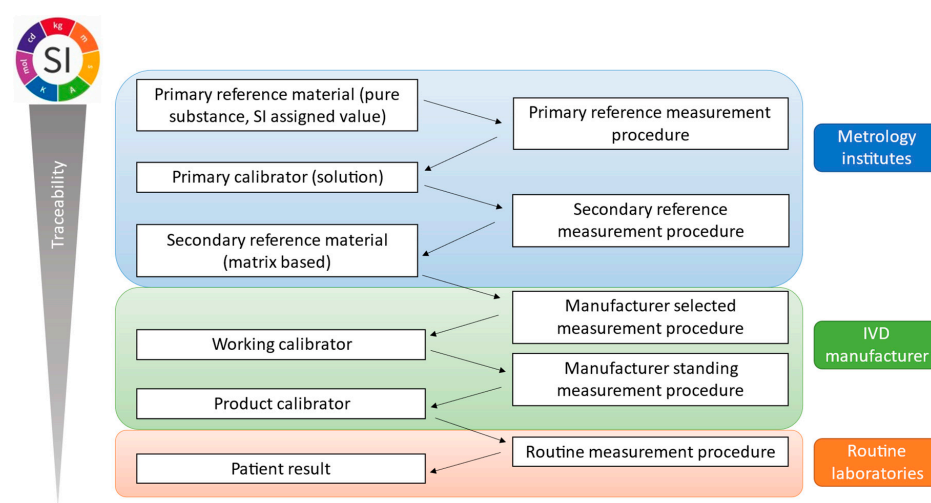 kg
cd
m
mol
SI
s
K
A
Traceability
Primary reference material (pure
substance, SI assigned value)
Primary reference measurement
procedure
Metrology
institutes
Primary calibrator (solution)
Secondary reference
measurement procedure
Secondary reference material
(matrix based)
Manufacturer selected
measurement procedure
IVD
manufacturer
Working calibrator
Manufacturer standing
measurement procedure
Product calibrator
Routine measurement procedure
Routine
laboratories
Patient result